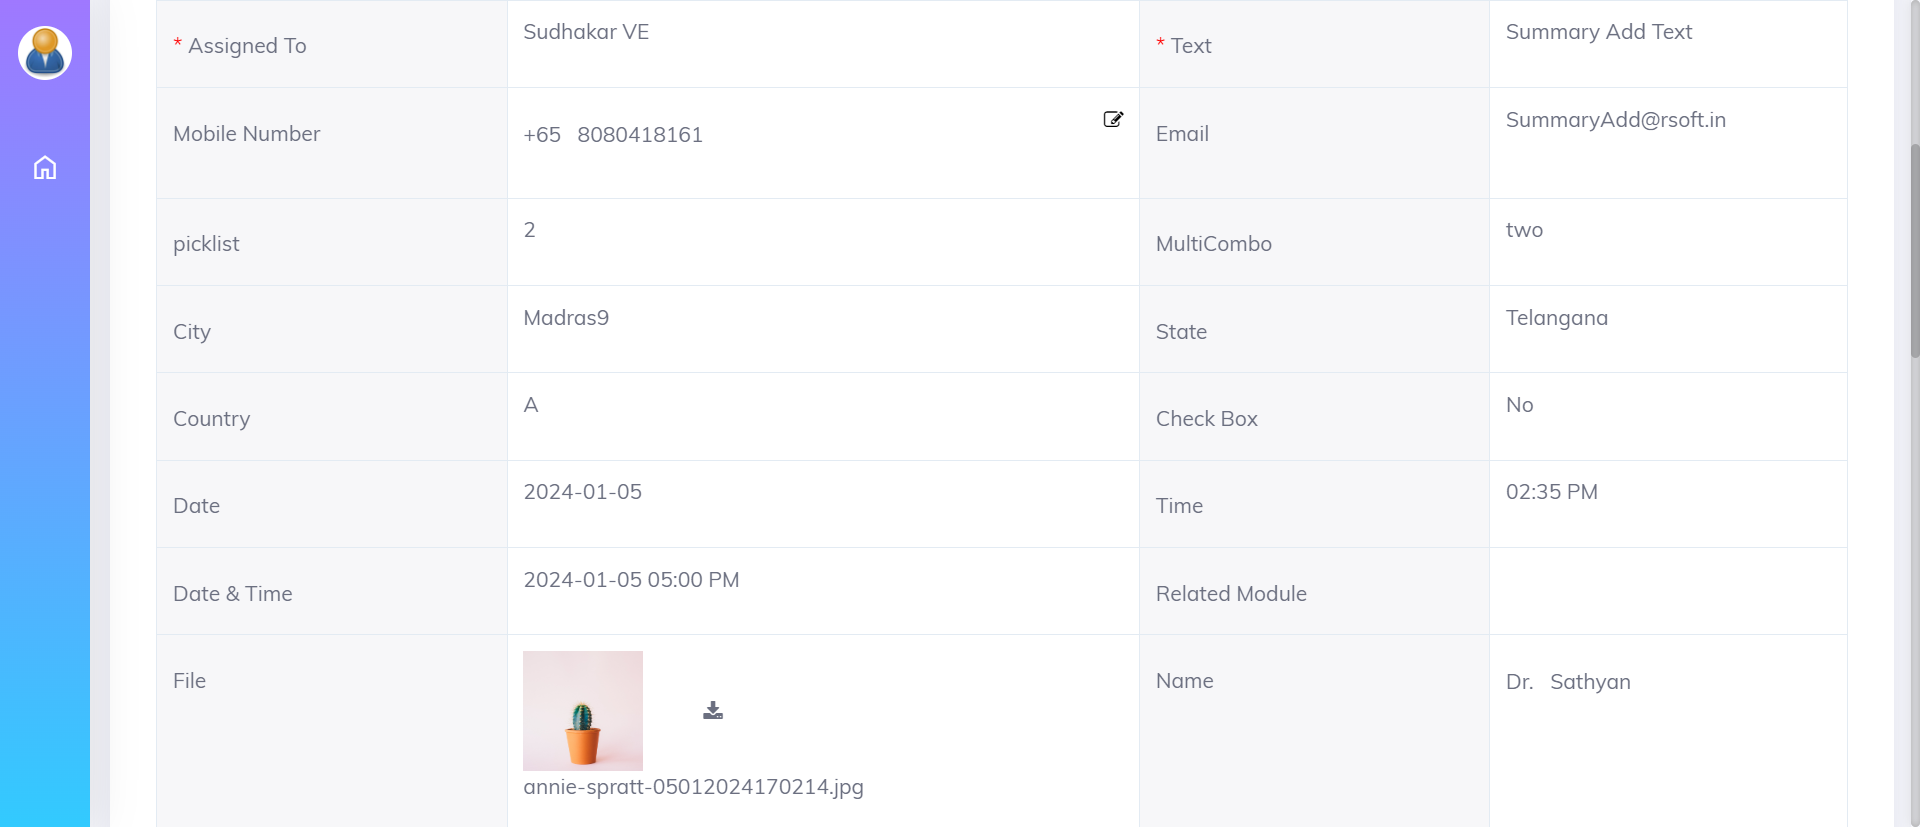 * Assigned To Sudhakar VE * Text Summary Add Text
Mobile Number +65 8080418161 Email SummaryAdd@rsoft.in
picklist 2 MultiCombo two
City Madras9 State Telangana
Country A Check Box No
Date 2024-01-05 Time 02:35 PM
Date & Time 2024-01-05 05:00 PM Related Module
File Name Dr. Sathyan
annie-spratt-05012024170214.jpg